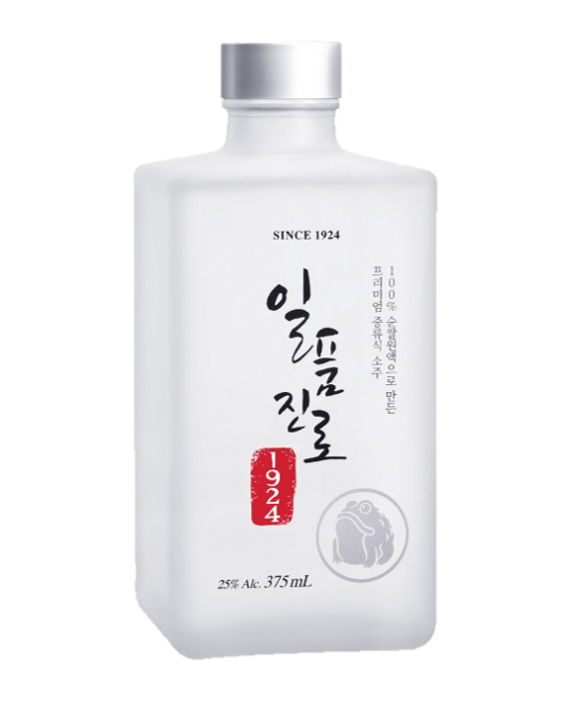 SINCE 1924
일품
진로
1924
100% 순쌀원액으로 만든
프리미엄 증류식 소주
25% Alc. 375mL